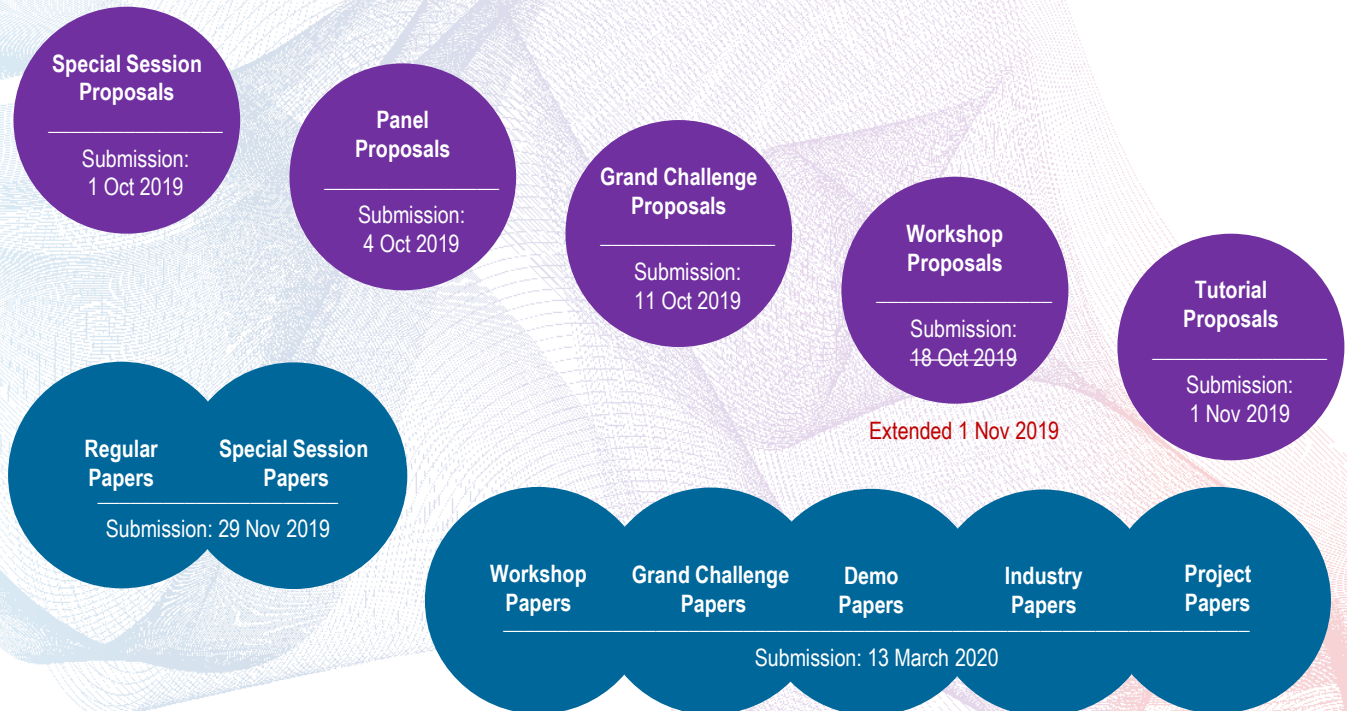 Special Session
Proposals
Submission:
1 Oct 2019
Panel
Proposals
Submission:
4 Oct 2019
Grand Challenge
Proposals
Submission:
11 Oct 2019
Workshop
Proposals
Submission:
18 Oct 2019
Extended 1 Nov 2019
Tutorial
Proposals
Submission:
1 Nov 2019
Regular
Papers
Special Session
Papers
Submission: 29 Nov 2019
Workshop
Papers
Grand Challenge
Papers
Demo
Papers
Industry
Papers
Project
Papers
Submission: 13 March 2020